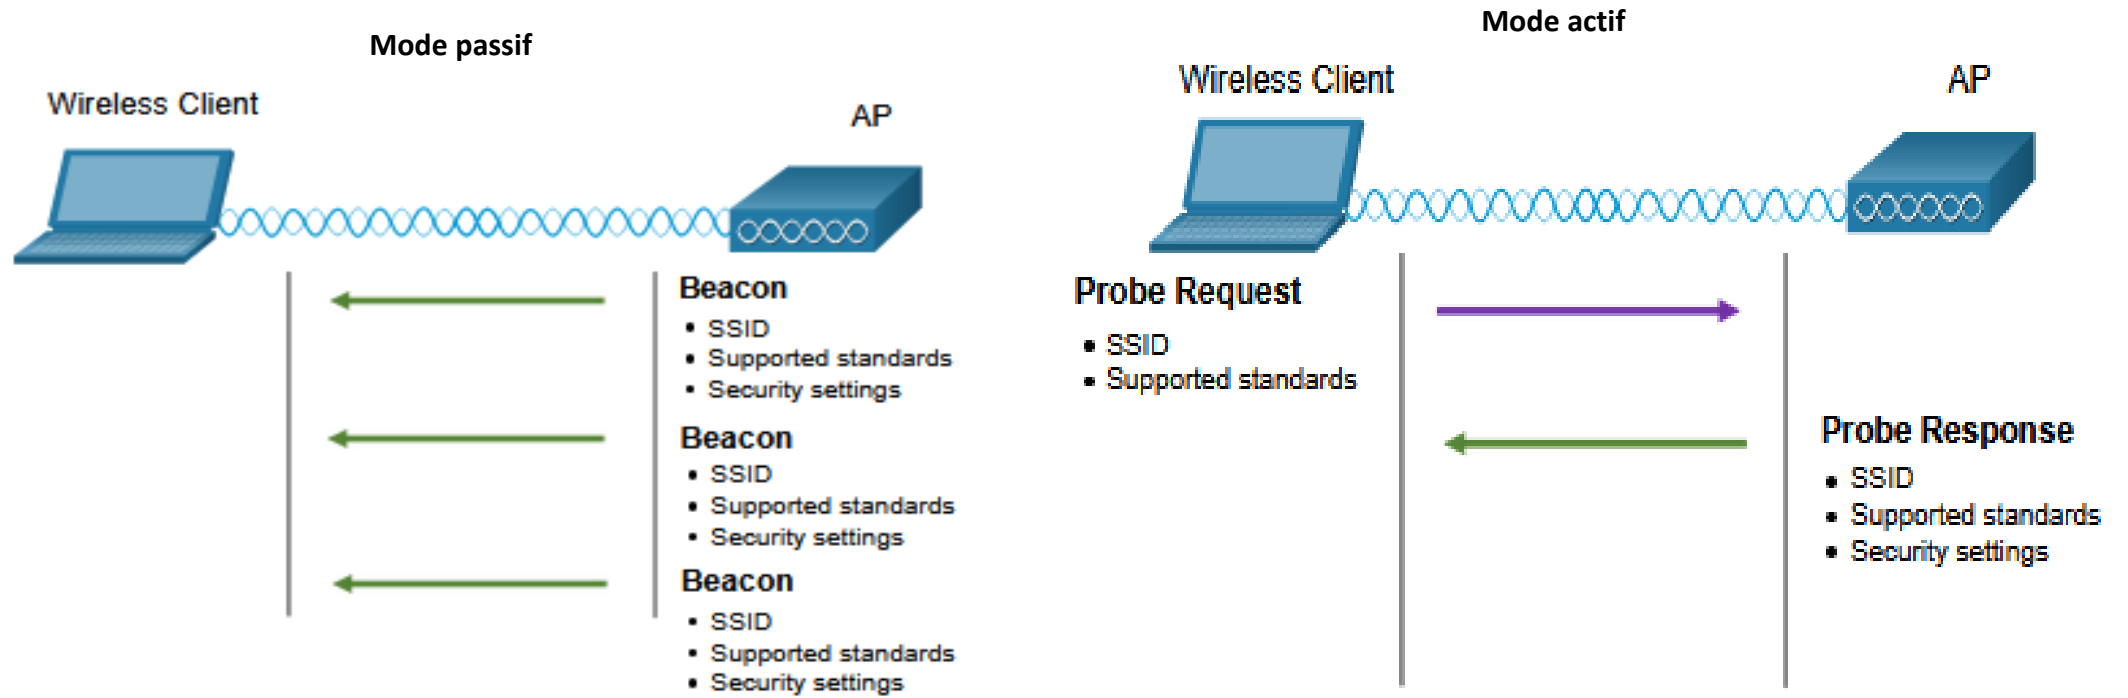 Mode passif
Wireless Client
AP
Beacon
• SSID
• Supported standards
• Security settings
Beacon
• SSID
• Supported standards
• Security settings
Beacon
• SSID
• Supported standards
• Security settings
Mode actif
Wireless Client
AP
Probe Request
• SSID
• Supported standards
Probe Response
• SSID
• Supported standards
• Security settings